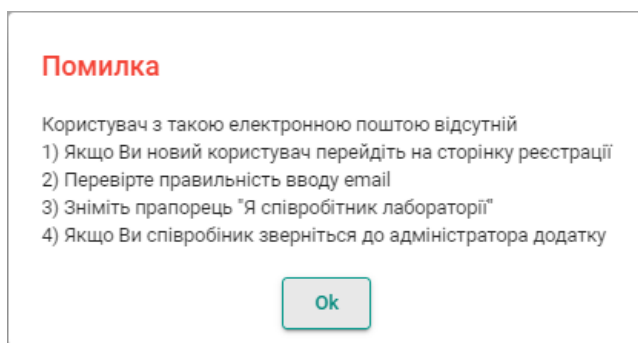 Помилка
Користувач з такою електронною поштою відсутній
1) Якщо Ви новий користувач перейдіть на сторінку реєстрації
2) Перевірте правильність вводу email
3) Зніміть прапорець "Я співробітник лабораторії"
4) Якщо Ви співробіник зверніться до адміністратора додатку
Ok